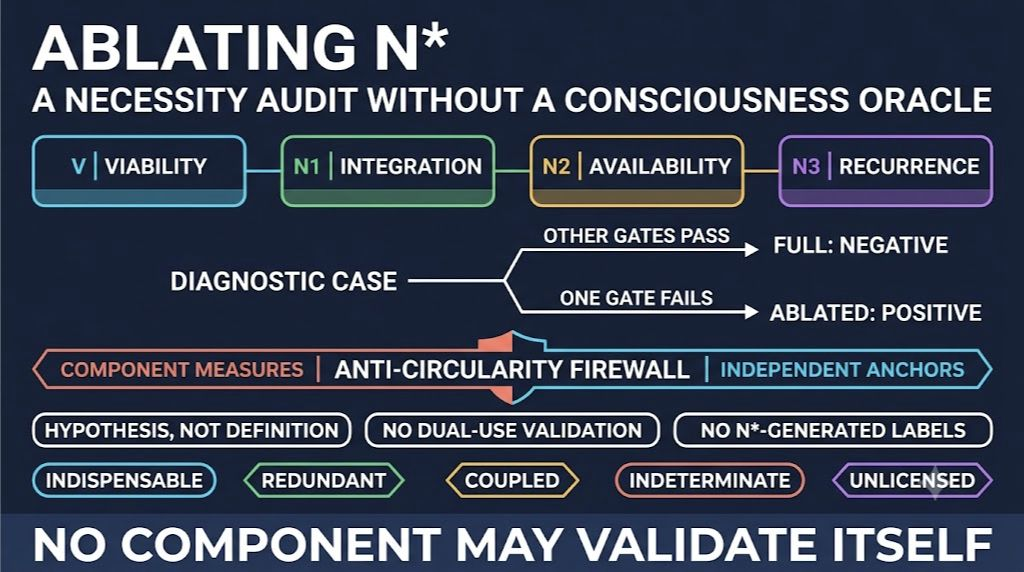 ABLATING N*
A NECESSITY AUDIT WITHOUT A CONSCIOUSNESS ORACLE
V | VIABILITY
N1 | INTEGRATION
N2 | AVAILABILITY
N3 | RECURRENCE
DIAGNOSTIC CASE
OTHER GATES PASS
FULL: NEGATIVE
ONE GATE FAILS
ABLATED: POSITIVE
COMPONENT MEASURES | ANTI-CIRCULARITY FIREWALL | INDEPENDENT ANCHORS
HYPOTHESIS, NOT DEFINITION
NO DUAL-USE VALIDATION
NO N*-GENERATED LABELS
INDISPENSABLE
REDUNDANT
COUPLED
INDETERMINATE
UNLICENSED
NO COMPONENT MAY VALIDATE ITSELF